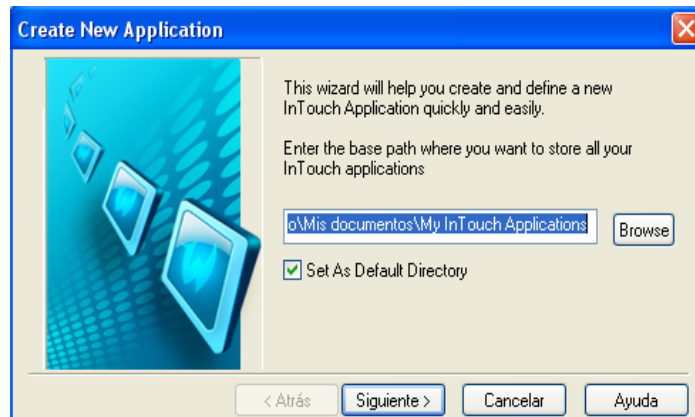 Create New Application
This wizard will help you create and define a new
InTouch Application quickly and easily.
Enter the base path where you want to store all your
InTouch applications
o\Mis documentos\My InTouch Applications
Browse
Set As Default Directory
< Atrás
Siguiente >
Cancelar
Ayuda